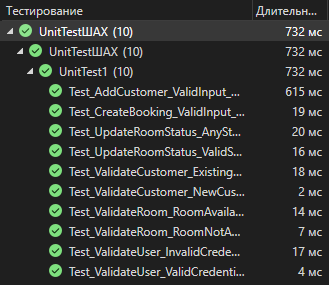 Тестирование Длительн...
UnitTestШАХ (10) 732 мс
UnitTestШАХ (10) 732 мс
UnitTest1 (10) 732 мс
Test_AddCustomer_ValidInput_... 615 мс
Test_CreateBooking_ValidInput_... 19 мс
Test_UpdateRoomStatus_AnySt... 20 мс
Test_UpdateRoomStatus_ValidS... 16 мс
Test_ValidateCustomer_Existing... 18 мс
Test_ValidateCustomer_NewCus... 2 мс
Test_ValidateRoom_RoomAvaila... 14 мс
Test_ValidateRoom_RoomNotA... 7 мс
Test_ValidateUser_InvalidCrede... 17 мс
Test_ValidateUser_ValidCredenti... 4 мс